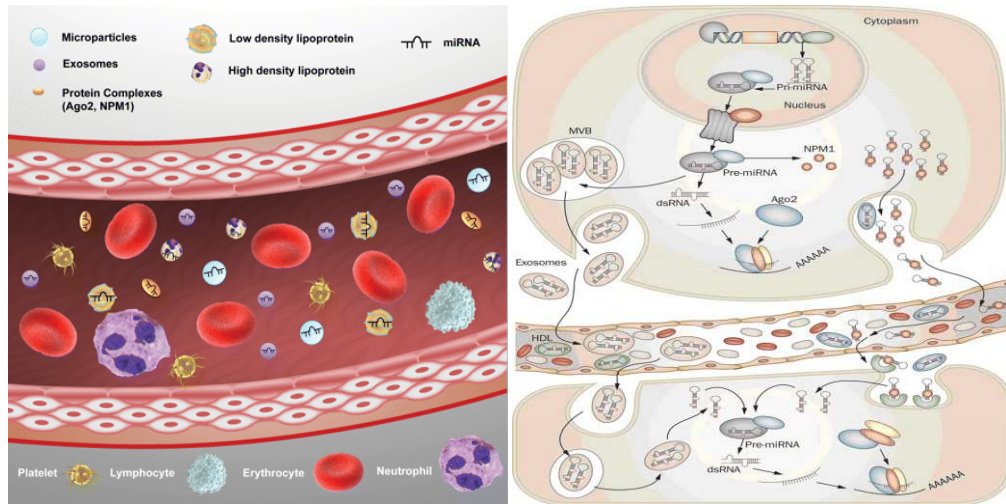 Microparticles
Exosomes
Protein Complexes
(Ago2, NPM1)
Low density lipoprotein
High density lipoprotein
miRNA
Platelet
Lymphocyte
Erythrocyte
Neutrophil
Cytoplasm
Pri-miRNA
Nucleus
MVB
NPM1
Pre-miRNA
dsRNA
Ago2
AAAAAA
Exosomes
HDL
Pre-miRNA
dsRNA
AAAAAA